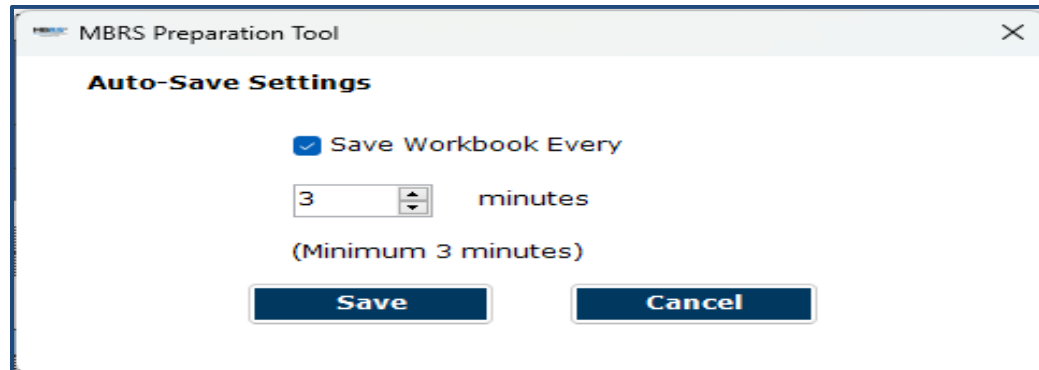 MBRS Preparation Tool
Auto-Save Settings
Save Workbook Every
3 minutes
(Minimum 3 minutes)
Save Cancel